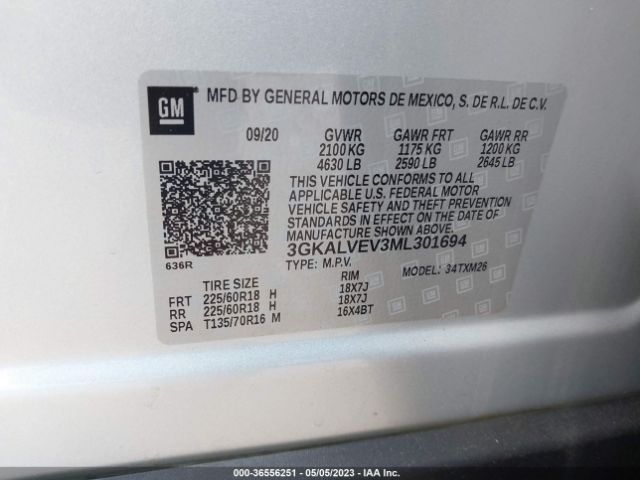 GM
MFD BY GENERAL MOTORS DE MEXICO, S. DE R.L. DE C.V.
09/20 GVWR GAWR FRT GAWR RR
2100 KG 1175 KG 1200 KG
4630 LB 2590 LB 2645 LB
THIS VEHICLE CONFORMS TO ALL
APPLICABLE U.S. FEDERAL MOTOR
VEHICLE SAFETY AND THEFT PREVENTION
STANDARDS IN EFFECT ON THE DATE OF
MANUFACTURE SHOWN ABOVE.
3GKALVEV3ML301694
636R
TYPE: M.P.V. MODEL: 34TXM26
TIRE SIZE RIM
FRT 225/60R18 H 18X7J
RR 225/60R18 H 18X7J
SPA T135/70R16 M 16X4BT
000-36556251 - 05/05/2023 - IAA Inc.